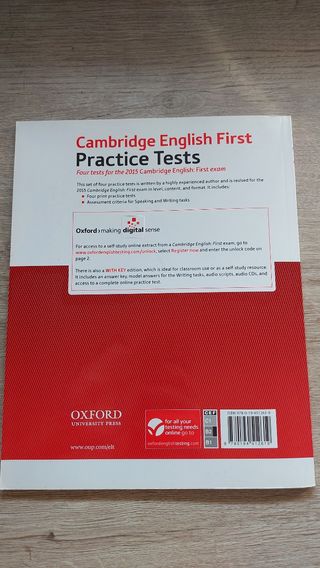 Cambridge English First
Practice Tests
Four tests for the 2015 Cambridge English: First exam
This set of four practice tests is written by a highly experienced author and is revised for the
2015 Cambridge English: First exam in level, content, and format. It includes:
• Four print practice tests
• Assessment criteria for Speaking and Writing tasks
Oxford making digital sense
For access to a self-study online extract from a Cambridge English: First exam, go to
www.oxfordenglishtesting.com/unlock, select Register now and enter the unlock code on
page 2.
There is also a WITH KEY edition, which is ideal for classroom use or as a self-study resource.
It includes an answer key, model answers for the Writing tasks, audio scripts, audio CDs, and
access to a complete online practice test.
OXFORD
UNIVERSITY PRESS
www.oup.com/elt
for all your
testing needs
online go to
oxfordenglishtesting.com
CEF
C1
B2
B1